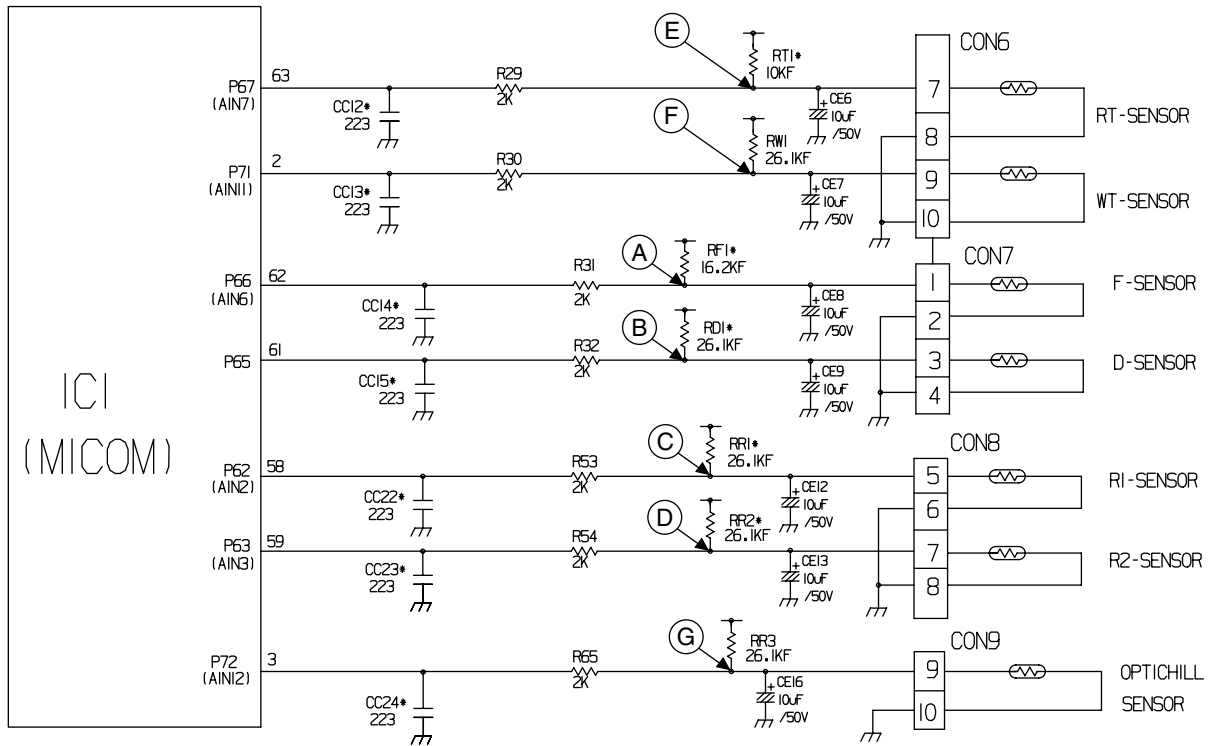 IC1
(MICOM)
P67
(AIN7)
63
CC12*
223
R29
2K
E
RT1*
10KF
+
CE6
10uF
/50V
CON6
7
8
RT-SENSOR
P71
(AIN11)
2
CC13*
223
R30
2K
F
RW1
26.1KF
+
CE7
10uF
/50V
9
10
WT-SENSOR
P66
(AIN6)
62
CC14*
223
R31
2K
A
RF1*
16.2KF
+
CE8
10uF
/50V
CON7
1
2
F-SENSOR
P65
61
CC15*
223
R32
2K
B
RD1*
26.1KF
+
CE9
10uF
/50V
3
4
D-SENSOR
P62
(AIN2)
58
CC22*
223
R53
2K
C
RR1*
26.1KF
+
CE12
10uF
/50V
CON8
5
6
R1-SENSOR
P63
(AIN3)
59
CC23*
223
R54
2K
D
RR2*
26.1KF
+
CE13
10uF
/50V
7
8
R2-SENSOR
P72
(AIN12)
3
CC24*
223
R65
2K
G
RR3
26.1KF
+
CE16
10uF
/50V
CON9
9
10
OPTICHILL
SENSOR